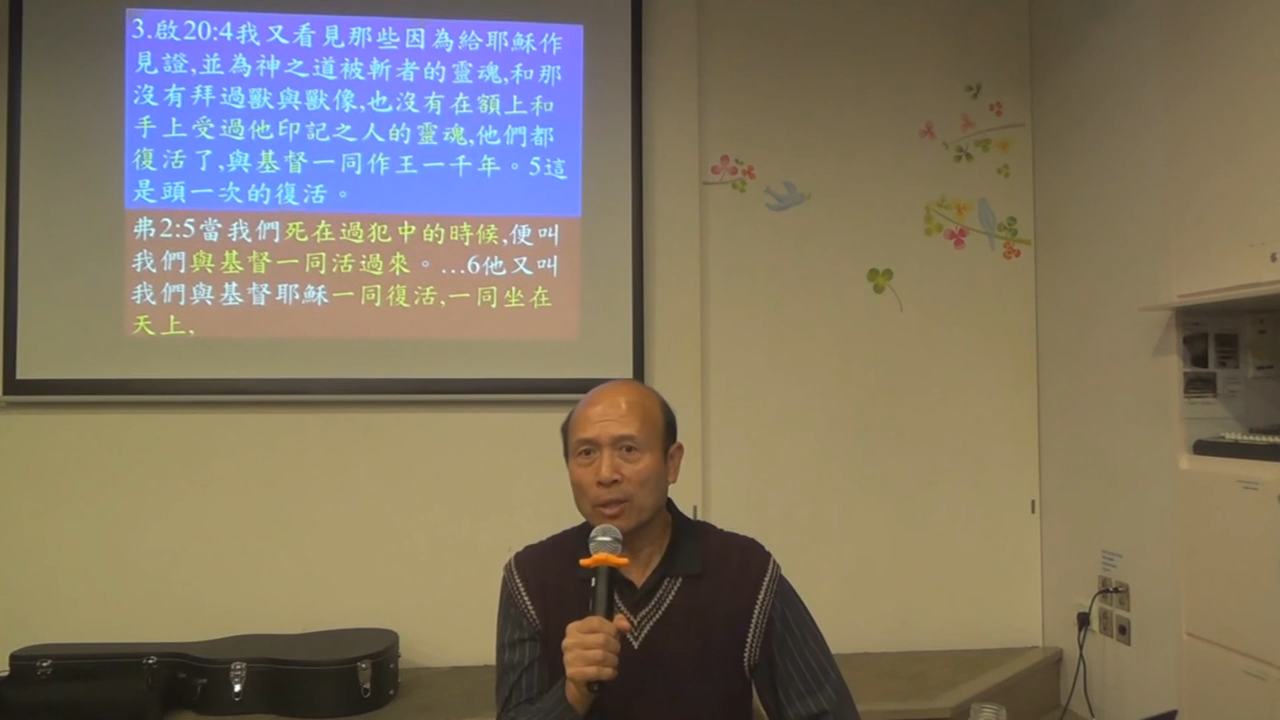 3.啟20:4我又看見那些因為給耶穌作
見證,並為神之道被斬者的靈魂,和那
沒有拜過獸與獸像,也沒有在額上和
手上受過他印記之人的靈魂,他們都
復活了,與基督一同作王一千年。5這
是頭一次的復活。
弗2:5當我們死在過犯中的時候,便叫
我們與基督一同活過來。…6他又叫
我們與基督耶穌一同復活,一同坐在
天上,